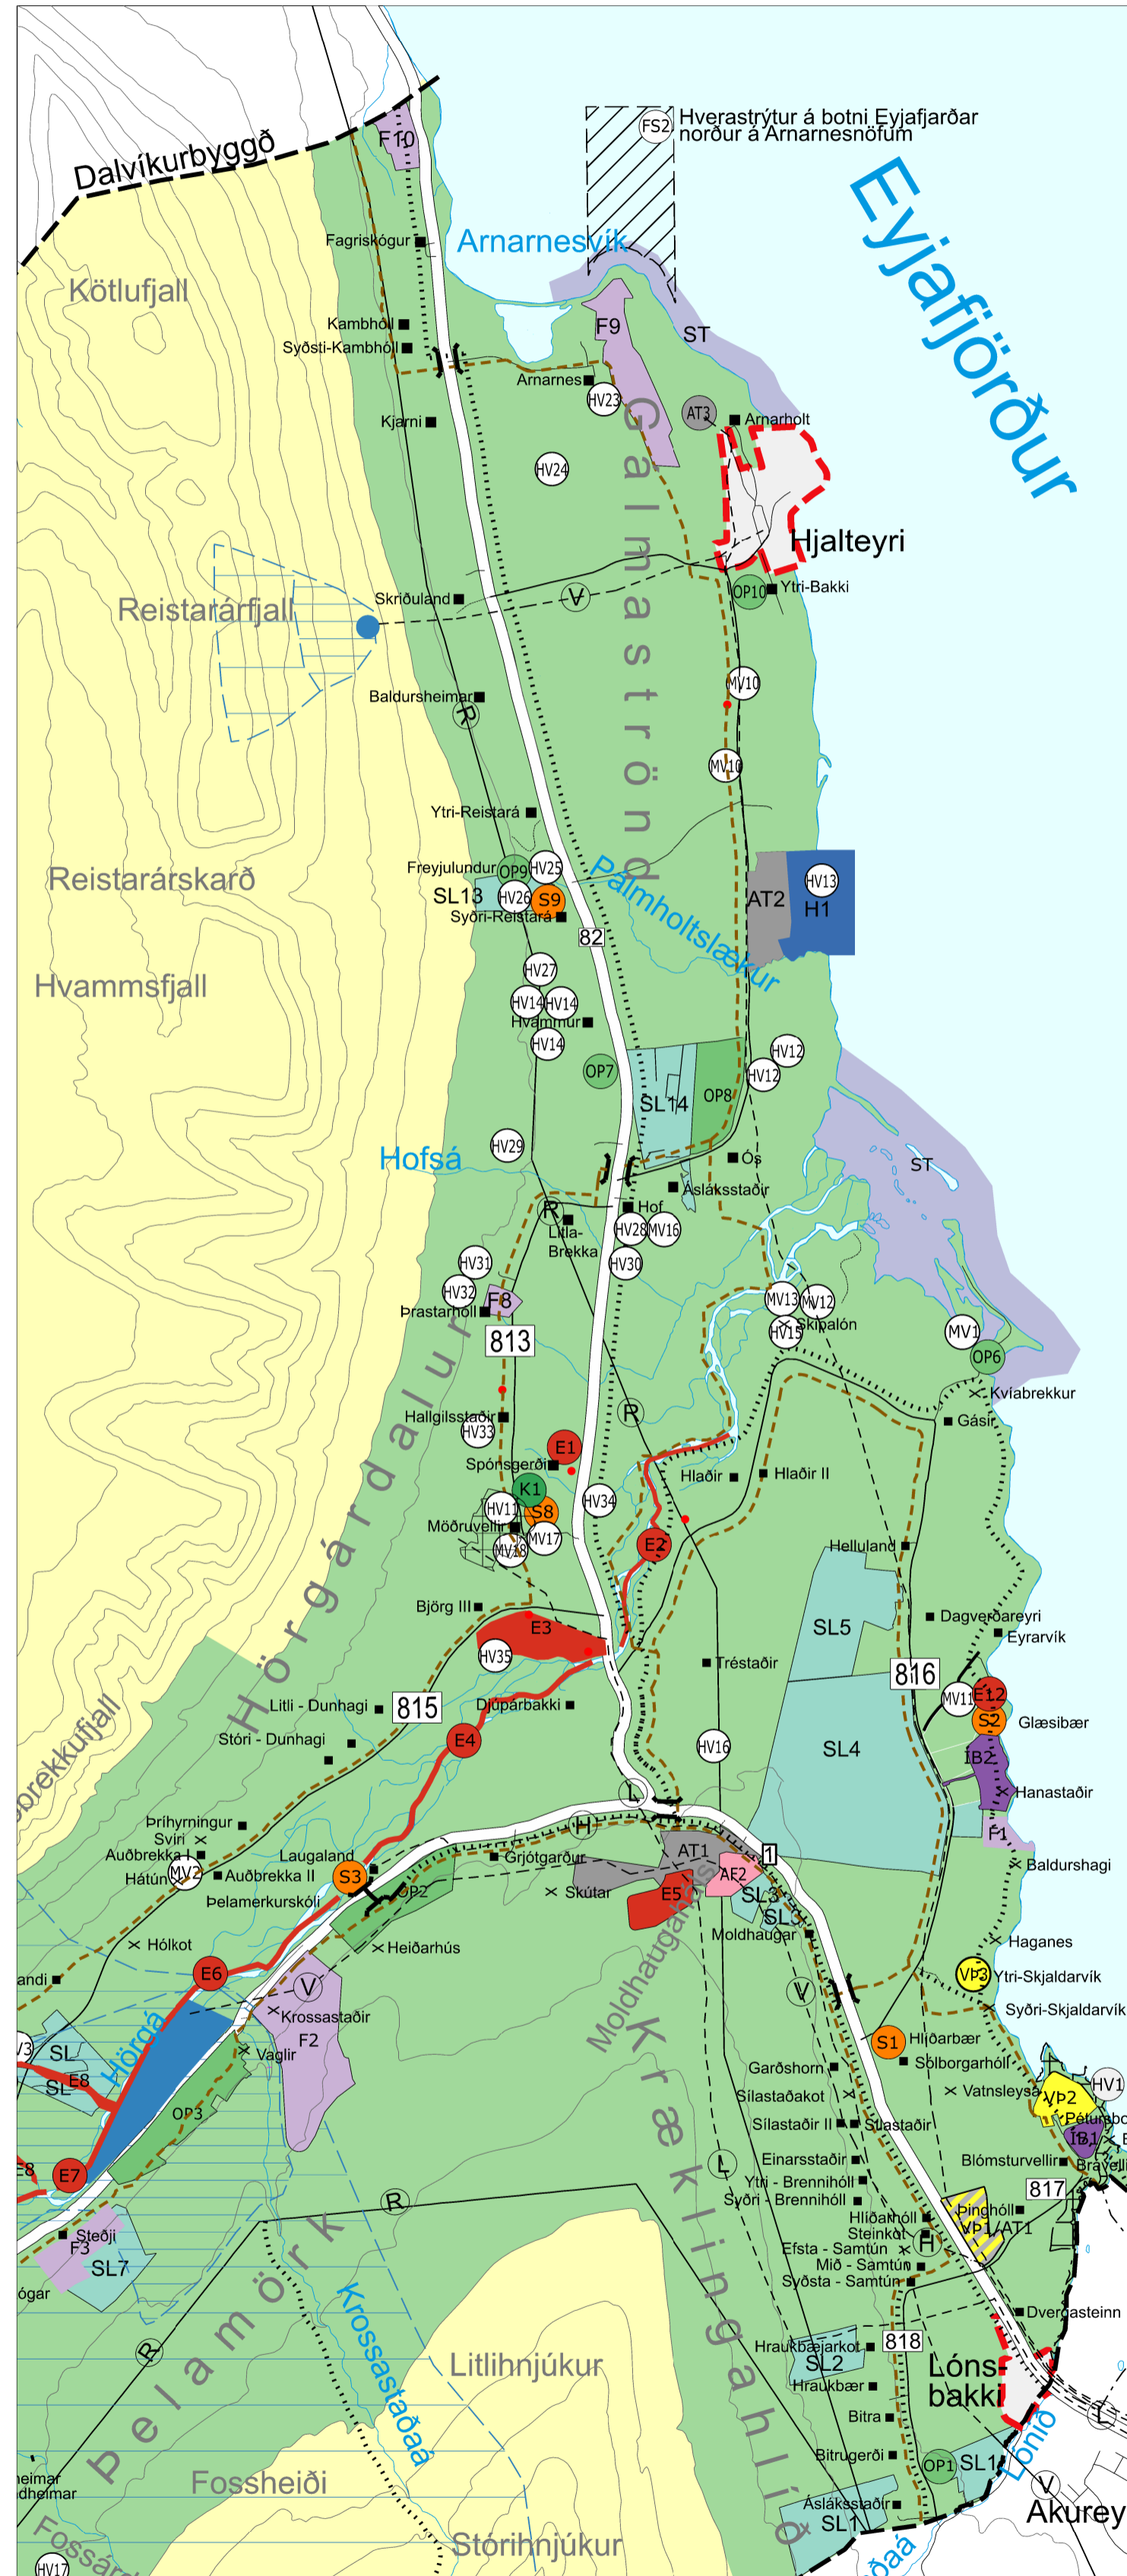 Hverastrýtur á botni Eyjafjarðar
norður á Arnarnesnöfum
FS2
F10
Dalvíkurbyggð
Eyjafjörður
Fagriskógur
Arnarnesvík
Kötlufjall
Kambhóll
F9
ST
Syðsti-Kambhóll
Arnarnes
HV23
AT3
Arnarholt
Kjarni
Galmaströnd
HV24
Hjalteyri
OP10
Ytri-Bakki
Skriðuland
V
Reistarárfjall
Baldursheimar
R
MV10
MV10
Ytri-Reistará
Freyjulundur
OP9
HV25
Pálmholtslækur
Reistarárskarð
SL13
HV26
S9
AT2
HV13
H1
Syðri-Reistará
82
HV27
Hvammsfjall
HV14
HV14
Hvammur
HV14
HV12
HV12
OP7
SL14
OP8
HV29
Hofsá
Ós
ST
Ásláksstaðir
R
Hof
Litla-
Brekka
HV28
MV16
HV31
HV30
HV32
F8
MV13
MV12
Þrastarhóll
HV15
Skipalón
MV1
813
OP6
Kvíabrekkur
Hörgárdalur
Hallgilsstaðir
R
Gásir
HV33
E1
Spónsgerði
Hlaðir
Hlaðir II
K1
HV11
S8
HV34
Möðruvellir
MV17
MV18
E2
Helluland
Björg III
E3
Dagverðareyri
SL5
Eyrarvík
HV35
Tréstaðir
816
Litli - Dunhagi
815
Djúpárbakki
MV11
E12
S2
Glæsibær
Stóri - Dunhagi
E4
HV16
SL4
ÍB2
Hanastaðir
L
Þríhyrningur
H
F1
Sviri
Auðbrekka I
Laugaland
Grjótgarður
AT1
1
Baldurshagi
MV2
Hátún
Auðbrekka II
S3
OP2
Skútar
E5
AF2
SL3
Þelamerkurskóli
SL3
Moldhaugar
Hólkot
Heiðarhús
Haganes
E6
V
VÞ3
Ytri-Skjaldarvík
V
Krossastaðir
Syðri-Skjaldarvík
Hörgá
F2
S1
Hlíðarbær
SL
Vaglir
Sólborgarhóll
Garðshorn
SL
E8
Vatnsleysa
VÞ2
HV1
Sílastaðakot
OP3
Kræklingahlíð
Sílastaðir II
Sílastaðir
ÍB1
E8
E7
L
Einarsstaðir
Blómsturvellir
Ytri - Brennihóll
817
R
Syðri - Brennihóll
Þinghóll
VÞ1/AT1
Hlíðarhóll
Steðji
Steinkot
F3
H
Efsta - Samtún
SL7
Mið - Samtún
Syðsta - Samtún
Dvergasteinn
R
Þelamörk
Krossastaðaá
818
Hraukbæjarkot
SL2
Litlihnjúkur
Lóns-
bakki
Hraukbær
L
Bitra
Lónið
Bitrugerði
OP1
SL1
Fossheiði
V
Ásláksstaðir
SL1
Akurey
Stórihnjúkur
HV17